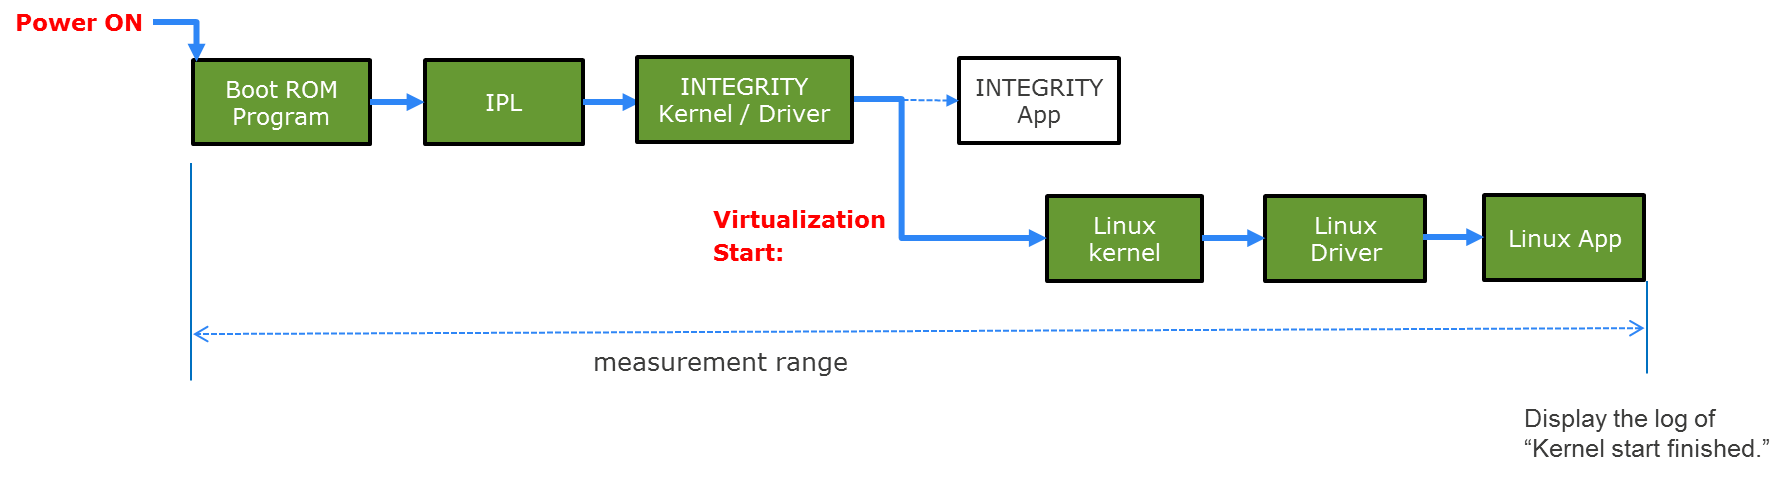 Power ON
Boot ROM
Program
IPL
INTEGRITY
Kernel / Driver
INTEGRITY
App
Virtualization
Start:
Linux
kernel
Linux
Driver
Linux App
measurement range
Display the log of
“Kernel start finished.”